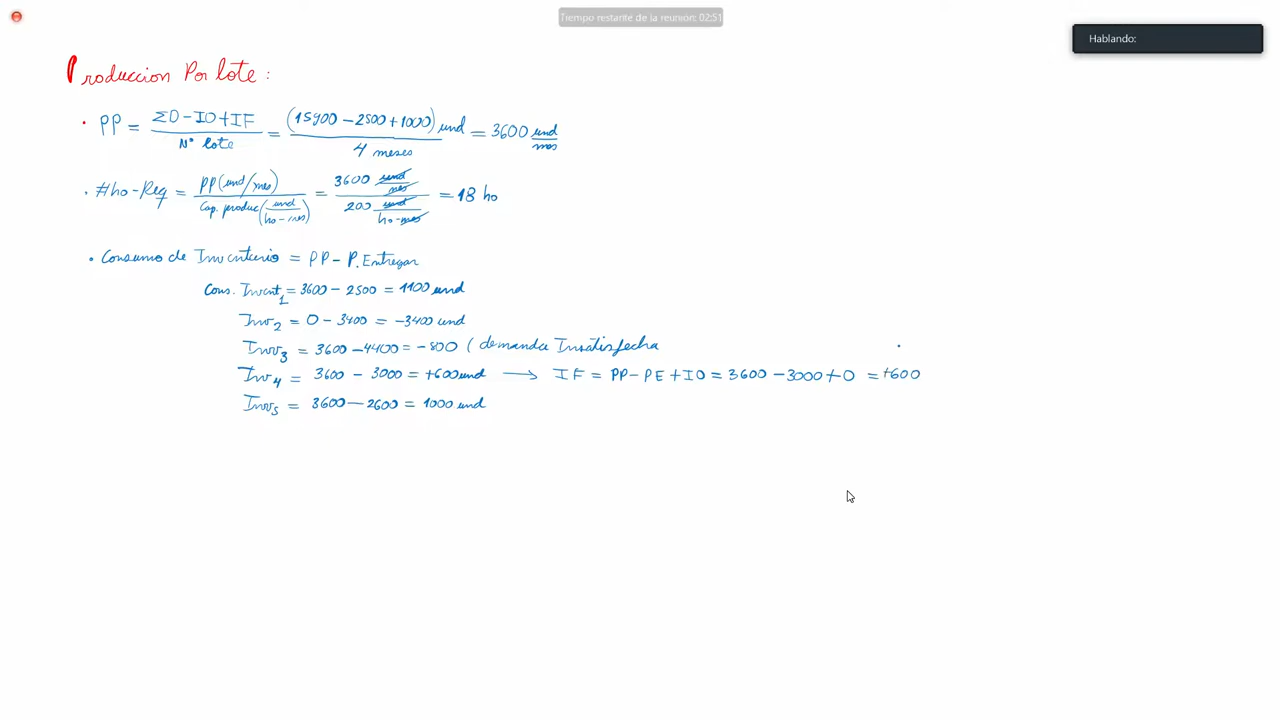 Tiempo restante de la reunion: 02:51
Hablando:
Produccion Por lote:
• PP = ΣD - IO + IF / Nº lote = (15900 - 2500 + 1000) und / 4 meses = 3600 und/mes
• #ho-Req = PP (und/mes) / Cap. produc (und/ho-mes) = 3600 und/mes / 200 und/ho-mes = 18 ho
• Consumo de Inventario = PP - P. Entregar
Cons. Invent1 = 3600 - 2500 = 1100 und
Inv2 = 0 - 3400 = -3400 und
Inv3 = 3600 - 4400 = -800 (demanda Insatisfecha
Inv4 = 3600 - 3000 = +600 und → IF = PP - PE + IO = 3600 - 3000 + 0 = +600
Inv5 = 3600 - 2600 = 1000 und